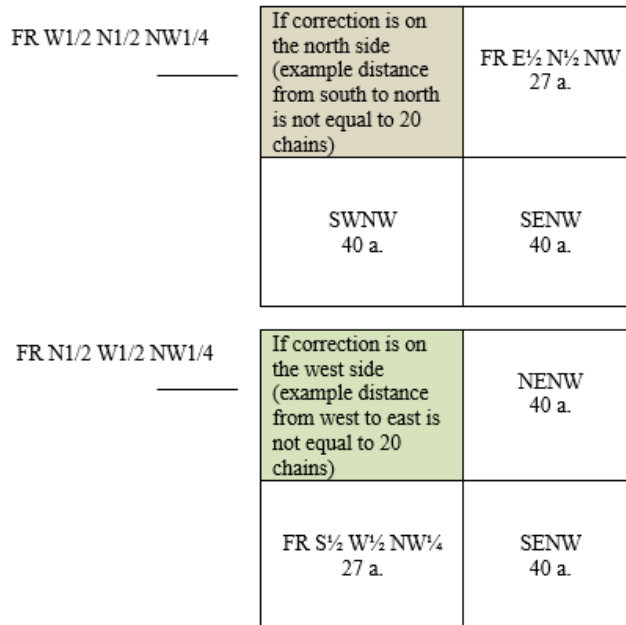 FR W1/2 N1/2 NW1/4
If correction is on
the north side
(example distance
from south to north
is not equal to 20
chains)
FR E½ N½ NW
27 a.
SWNW
40 a.
SENW
40 a.
FR N1/2 W1/2 NW1/4
If correction is on
the west side
(example distance
from west to east is
not equal to 20
chains)
NENW
40 a.
FR S½ W½ NW¼
27 a.
SENW
40 a.